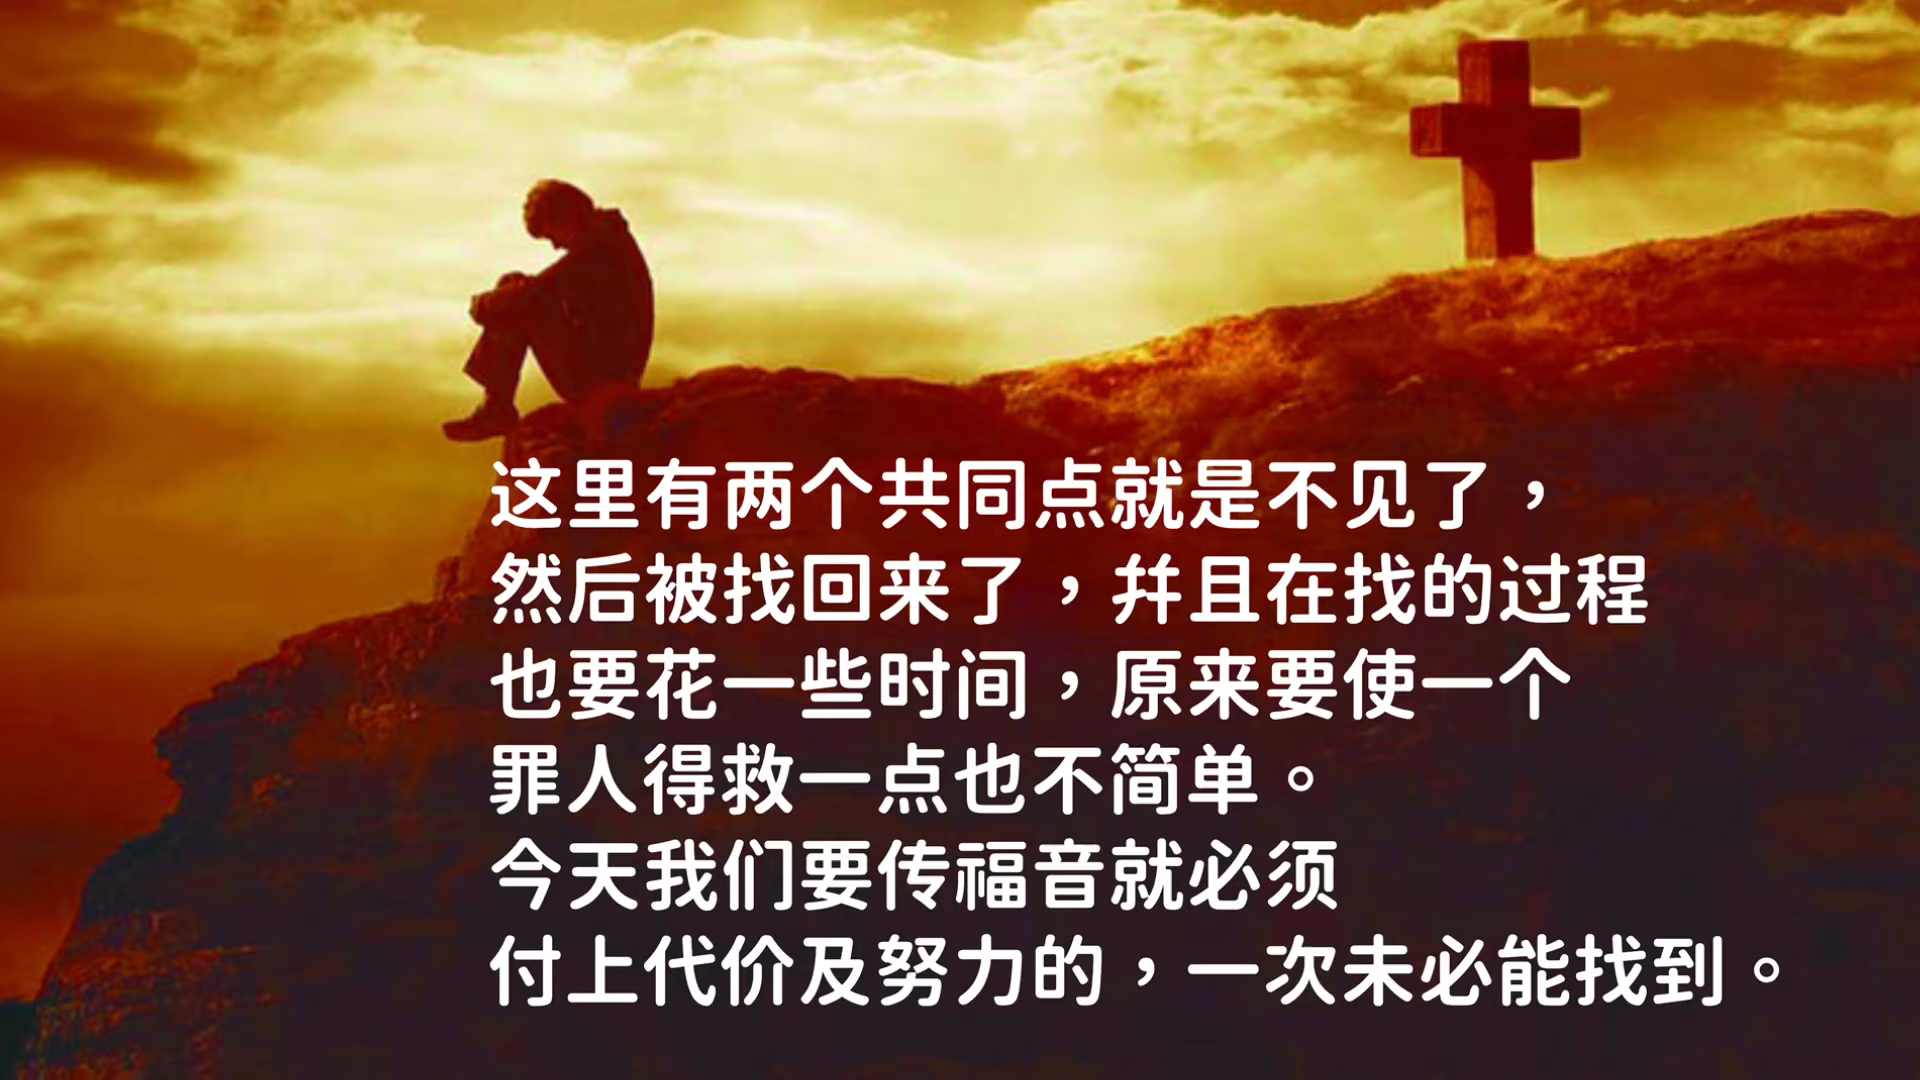 这里有两个共同点就是不见了，
然后被找回来了，幷且在找的过程
也要花一些时间，原来要使一个
罪人得救一点也不简单。
今天我们要传福音就必须
付上代价及努力的，一次未必能找到。